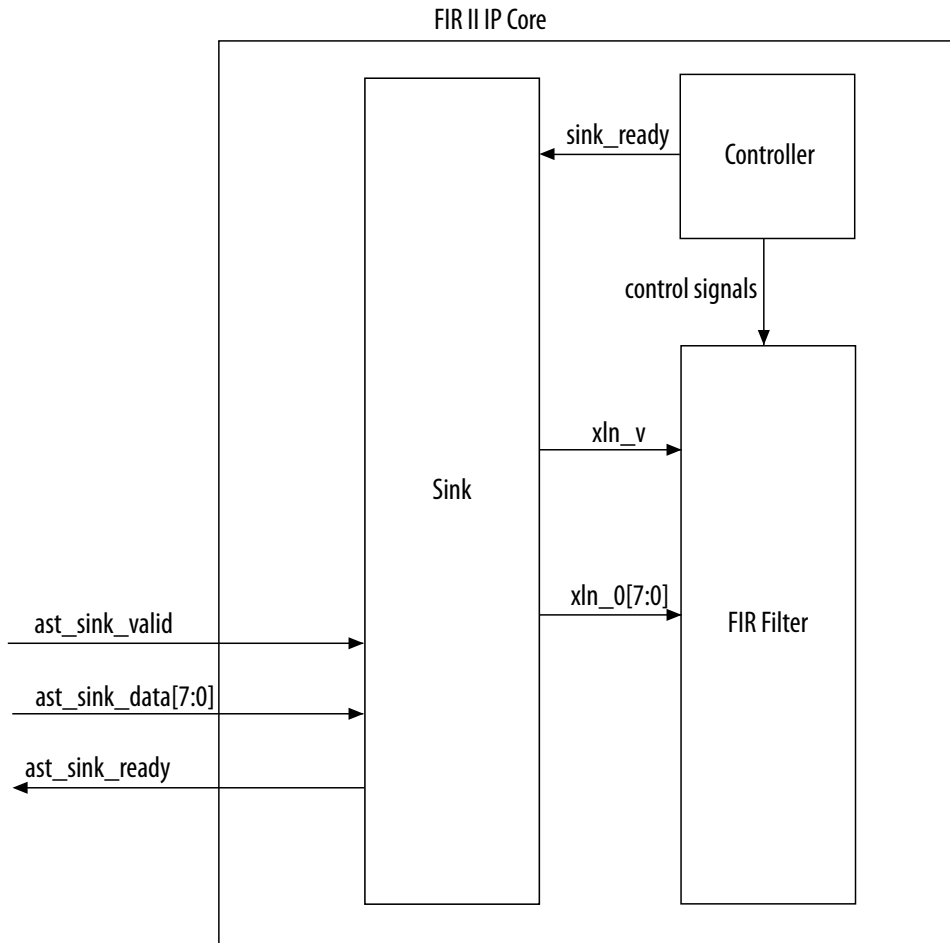 FIR II IP Core
sink_ready
Controller
control signals
xln_v
Sink
xln_0[7:0]
FIR Filter
ast_sink_valid
ast_sink_data[7:0]
ast_sink_ready